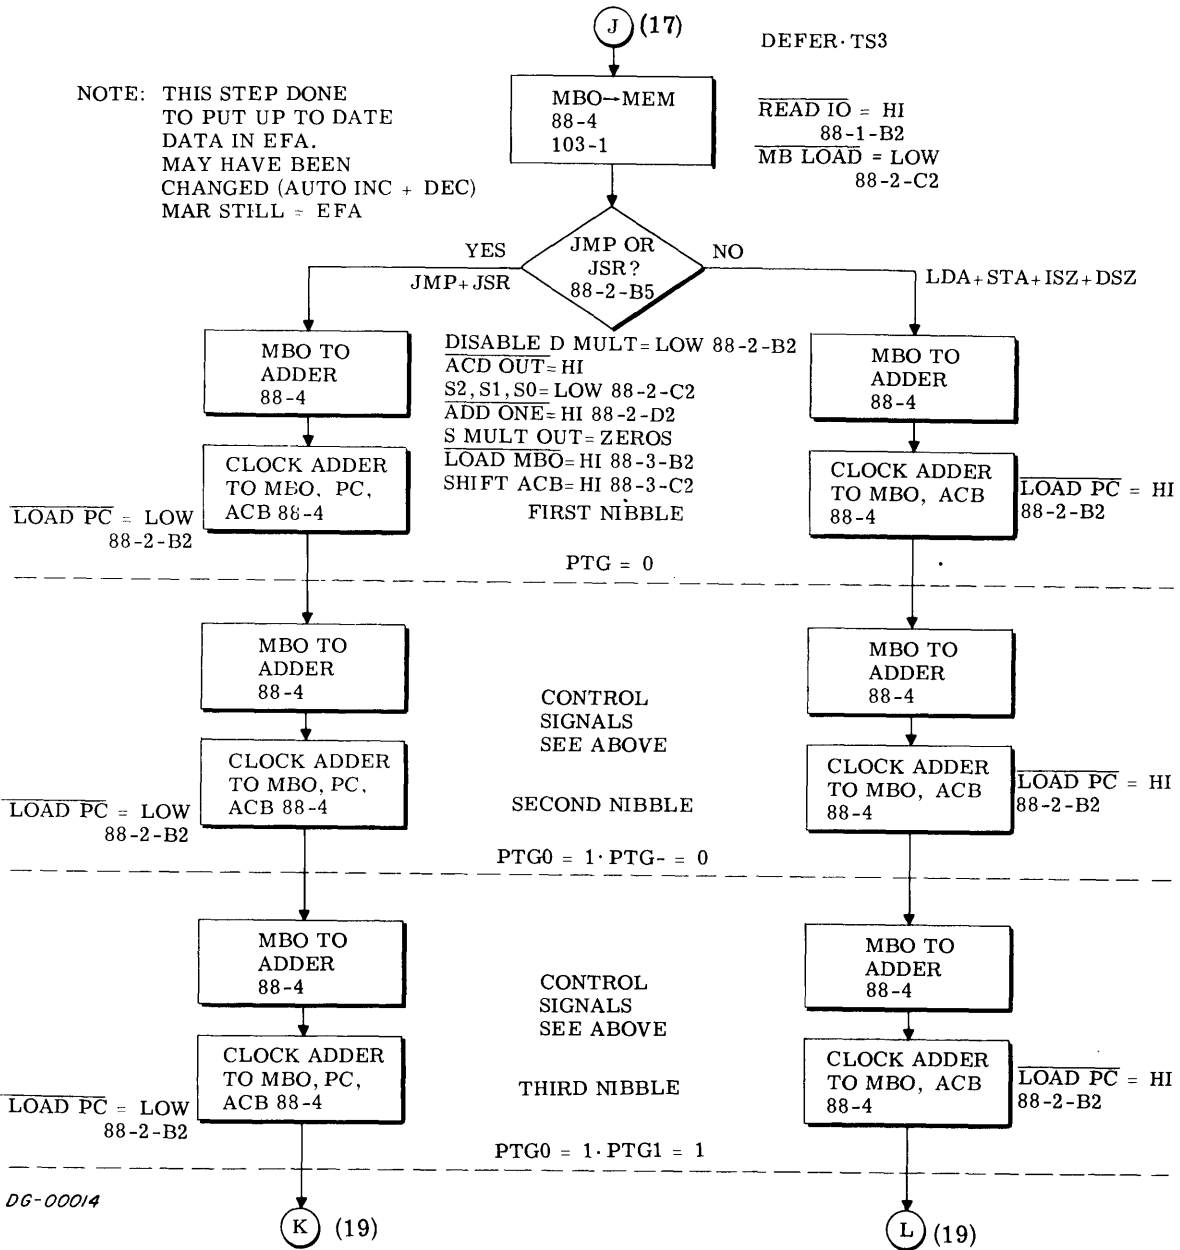 J (17)
DEFER·TS3
NOTE: THIS STEP DONE
TO PUT UP TO DATE
DATA IN EFA.
MAY HAVE BEEN
CHANGED (AUTO INC + DEC)
MAR STILL = EFA
MBO→MEM
88-4
103-1
READ IO = HI
88-1-B2
MB LOAD = LOW
88-2-C2
JMP OR
JSR?
88-2-B5
YES
JMP+JSR
NO
LDA+STA+ISZ+DSZ
MBO TO
ADDER
88-4
DISABLE D MULT=LOW 88-2-B2
ACD OUT=HI
S2,S1,S0=LOW 88-2-C2
ADD ONE=HI 88-2-D2
S MULT OUT=ZEROS
LOAD MBO=HI 88-3-B2
SHIFT ACB=HI 88-3-C2
FIRST NIBBLE
MBO TO
ADDER
88-4
CLOCK ADDER
TO MBO, PC,
ACB 88-4
LOAD PC = LOW
88-2-B2
CLOCK ADDER
TO MBO, ACB
88-4
LOAD PC = HI
88-2-B2
PTG = 0
MBO TO
ADDER
88-4
CONTROL
SIGNALS
SEE ABOVE
MBO TO
ADDER
88-4
CLOCK ADDER
TO MBO, PC,
ACB 88-4
LOAD PC = LOW
88-2-B2
SECOND NIBBLE
CLOCK ADDER
TO MBO, ACB
88-4
LOAD PC = HI
88-2-B2
PTG0 = 1·PTG- = 0
MBO TO
ADDER
88-4
CONTROL
SIGNALS
SEE ABOVE
MBO TO
ADDER
88-4
CLOCK ADDER
TO MBO, PC,
ACB 88-4
LOAD PC = LOW
88-2-B2
THIRD NIBBLE
CLOCK ADDER
TO MBO, ACB
88-4
LOAD PC = HI
88-2-B2
PTG0 = 1·PTG1 = 1
DG-00014
K (19)
L (19)